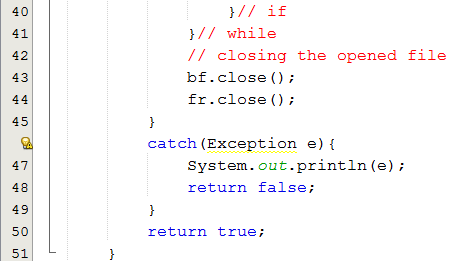 40 }// if
41 }// while
42 // closing the opened file
43 bf.close();
44 fr.close();
45 }
catch(Exception e){
47 System.out.println(e);
48 return false;
49 }
50 return true;
51 }